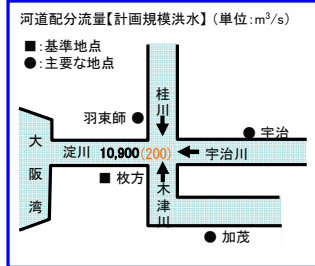 河道配分流量【計画規模洪水】(単位:m³/s)
■:基準地点
●:主要な地点
桂川
羽束師●
●宇治
大阪湾
淀川 10,900(200) 宇治川
■枚方
木津川
●加茂